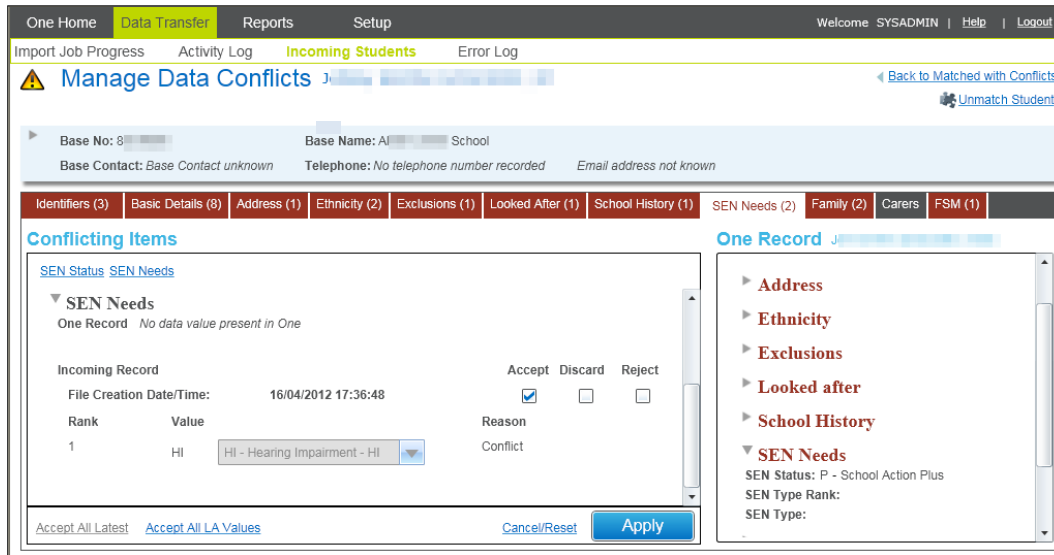 One Home Data Transfer Reports Setup Welcome SYSADMIN | Help | Logout
Import Job Progress Activity Log Incoming Students Error Log
Manage Data Conflicts
Back to Matched with Conflicts
Unmatch Student
Base No: 8 Base Name: School
Base Contact: Base Contact unknown Telephone: No telephone number recorded Email address not known
Identifiers (3) Basic Details (8) Address (1) Ethnicity (2) Exclusions (1) Looked After (1) School History (1) SEN Needs (2) Family (2) Carers FSM (1)
Conflicting Items
SEN Status SEN Needs
SEN Needs
One Record No data value present in One
Incoming Record Accept Discard Reject
File Creation Date/Time: 16/04/2012 17:36:48
Rank Value Reason
1 HI HI - Hearing Impairment - HI Conflict
Accept All Latest Accept All LA Values Cancel/Reset Apply
One Record
Address
Ethnicity
Exclusions
Looked after
School History
SEN Needs
SEN Status: P - School Action Plus
SEN Type Rank:
SEN Type: